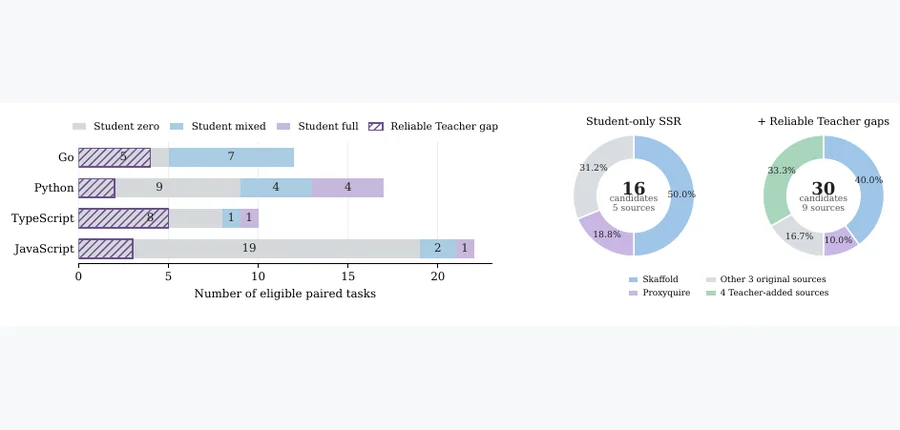 Student zero Student mixed Student full Reliable Teacher gap
Go 5 7
Python 9 4 4
TypeScript 8 1 1
JavaScript 19 2 1
0 5 10 15 20
Number of eligible paired tasks
Student-only SSR
31.2%
16
candidates
5 sources
50.0%
18.8%
+ Reliable Teacher gaps
33.3%
40.0%
30
candidates
9 sources
16.7% 10.0%
Skaffold Other 3 original sources
Proxyquire 4 Teacher-added sources